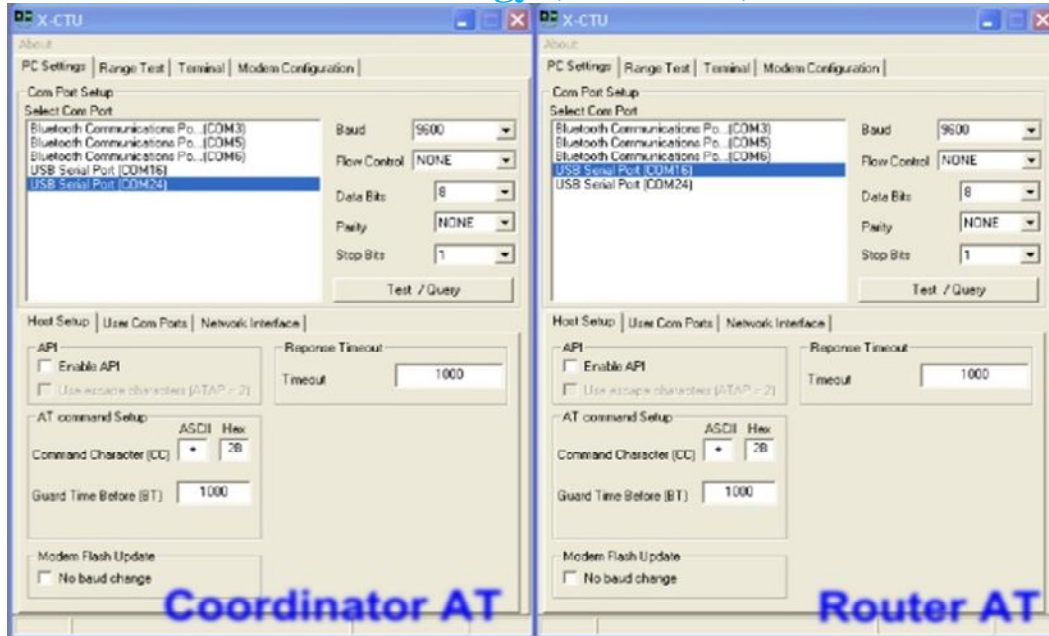 X-CTU
About
PC Settings | Range Test | Terminal | Modem Configuration |
Com Port Setup
Select Com Port
Bluetooth Communications Po...(COM3)
Bluetooth Communications Po...(COM5)
Bluetooth Communications Po...(COM6)
USB Serial Port (COM16)
USB Serial Port (COM24)
Baud 9600
Flow Control NONE
Data Bits 8
Parity NONE
Stop Bits 1
Test / Query
Host Setup | User Com Ports | Network Interface |
API
Enable API
Use escape characters (ATAP = 2)
Reponse Timeout
Timeout 1000
AT command Setup
ASCII Hex
Command Character (CC) + 2B
Guard Time Before (BT) 1000
Modem Flash Update
No baud change
Coordinator AT
X-CTU
About
PC Settings | Range Test | Terminal | Modem Configuration |
Com Port Setup
Select Com Port
Bluetooth Communications Po...(COM3)
Bluetooth Communications Po...(COM5)
Bluetooth Communications Po...(COM6)
USB Serial Port (COM16)
USB Serial Port (COM24)
Baud 9600
Flow Control NONE
Data Bits 8
Parity NONE
Stop Bits 1
Test / Query
Host Setup | User Com Ports | Network Interface |
API
Enable API
Use escape characters (ATAP = 2)
Reponse Timeout
Timeout 1000
AT command Setup
ASCII Hex
Command Character (CC) + 2B
Guard Time Before (BT) 1000
Modem Flash Update
No baud change
Router AT